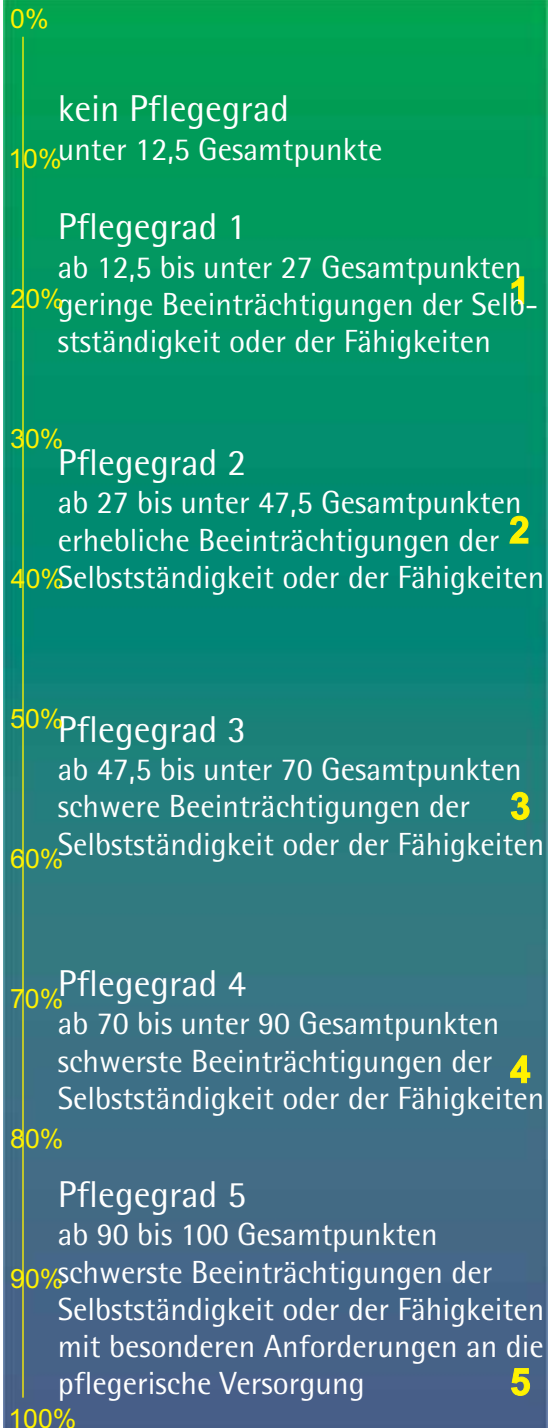 0%
kein Pflegegrad
10% unter 12,5 Gesamtpunkte
Pflegegrad 1
ab 12,5 bis unter 27 Gesamtpunkten 1
20% geringe Beeinträchtigungen der Selb-
stständigkeit oder der Fähigkeiten
30%
Pflegegrad 2
ab 27 bis unter 47,5 Gesamtpunkten
erhebliche Beeinträchtigungen der 2
40% Selbstständigkeit oder der Fähigkeiten
50% Pflegegrad 3
ab 47,5 bis unter 70 Gesamtpunkten
schwere Beeinträchtigungen der 3
60% Selbstständigkeit oder der Fähigkeiten
70% Pflegegrad 4
ab 70 bis unter 90 Gesamtpunkten
schwerste Beeinträchtigungen der 4
Selbstständigkeit oder der Fähigkeiten
80%
Pflegegrad 5
ab 90 bis 100 Gesamtpunkten
90% schwerste Beeinträchtigungen der
Selbstständigkeit oder der Fähigkeiten
mit besonderen Anforderungen an die
pflegerische Versorgung 5
100%